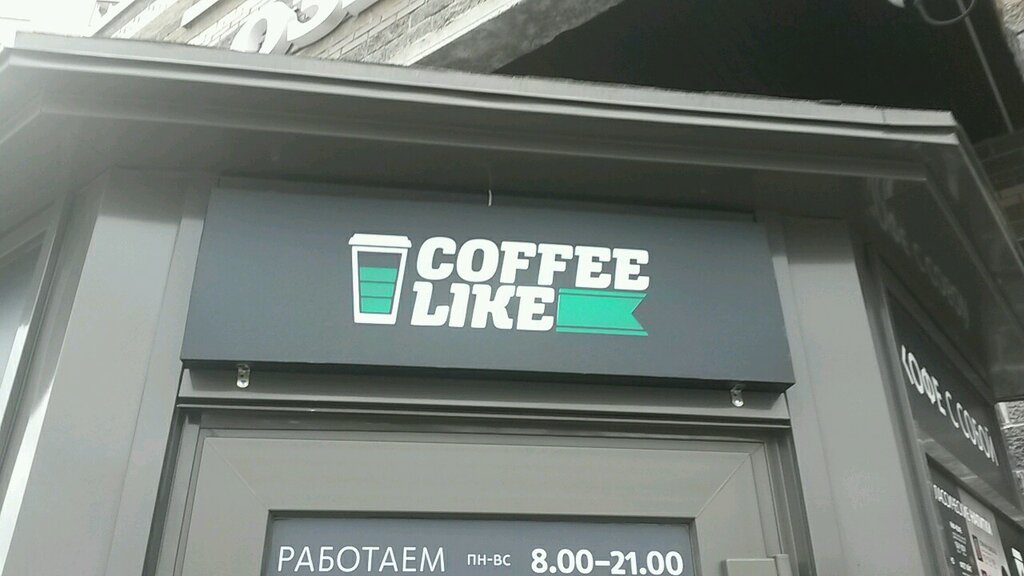 COFFEE
LIKE
РАБОТАЕМ ПН-ВС 8.00–21.00
КОФЕ С СОБОЙ